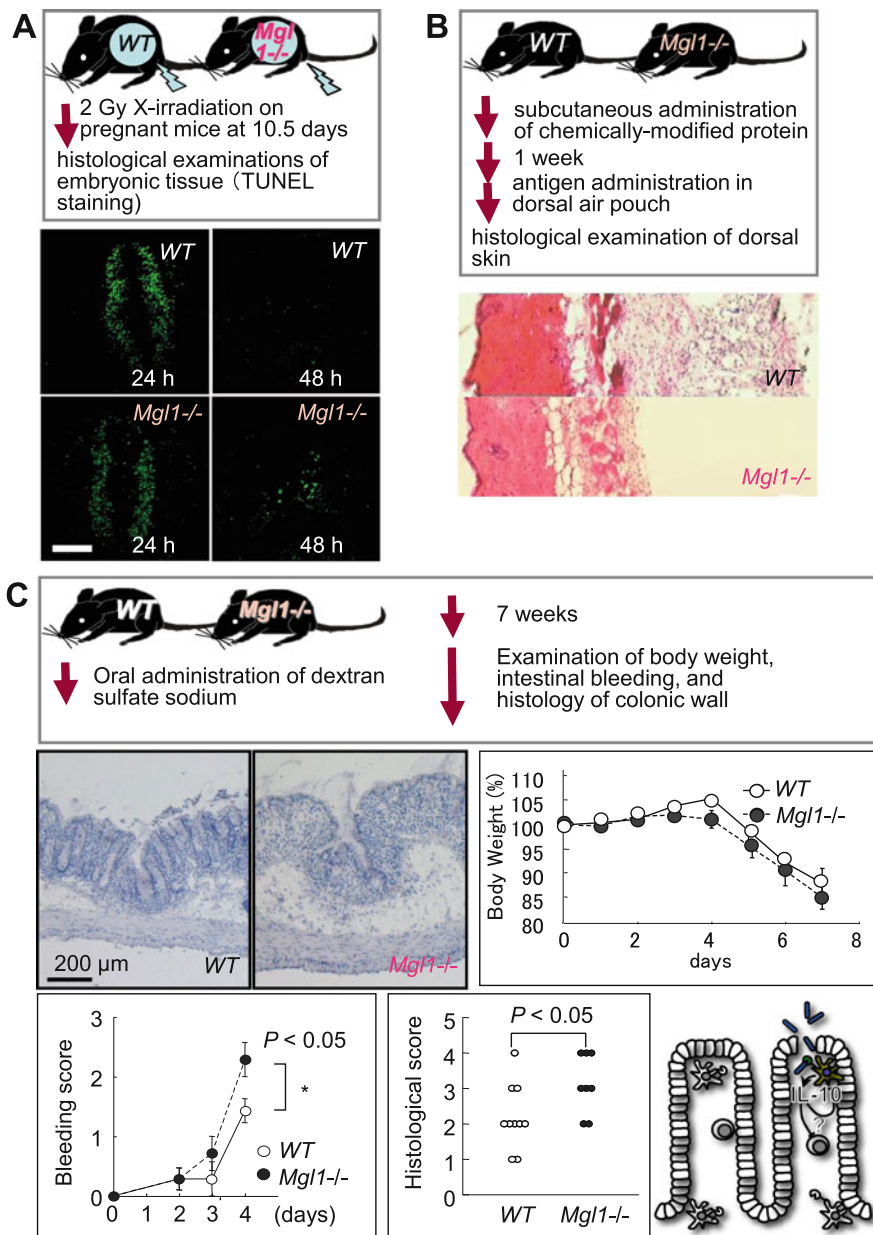 A
WT
Mgl
1-/-
2 Gy X-irradiation on
pregnant mice at 10.5 days
histological examinations of
embryonic tissue (TUNEL
staining)
WT
24 h
WT
48 h
Mgl1-/-
24 h
Mgl1-/-
48 h
B
WT
Mgl1-/-
subcutaneous administration
of chemically-modified protein
1 week
antigen administration in
dorsal air pouch
histological examination of dorsal
skin
WT
Mgl1-/-
C
WT
Mgl1-/-
Oral administration of dextran
sulfate sodium
7 weeks
Examination of body weight,
intestinal bleeding, and
histology of colonic wall
200 µm
WT
Mgl1-/-
Body Weight (%)
110
105
100
95
90
85
80
0 2 4 6 8
days
WT
Mgl1-/-
Bleeding score
3
2
1
0
0 1 2 3 4 (days)
P < 0.05
*
WT
Mgl1-/-
Histological score
5
4
3
2
1
0
P < 0.05
WT Mgl1-/-
IL-10
?